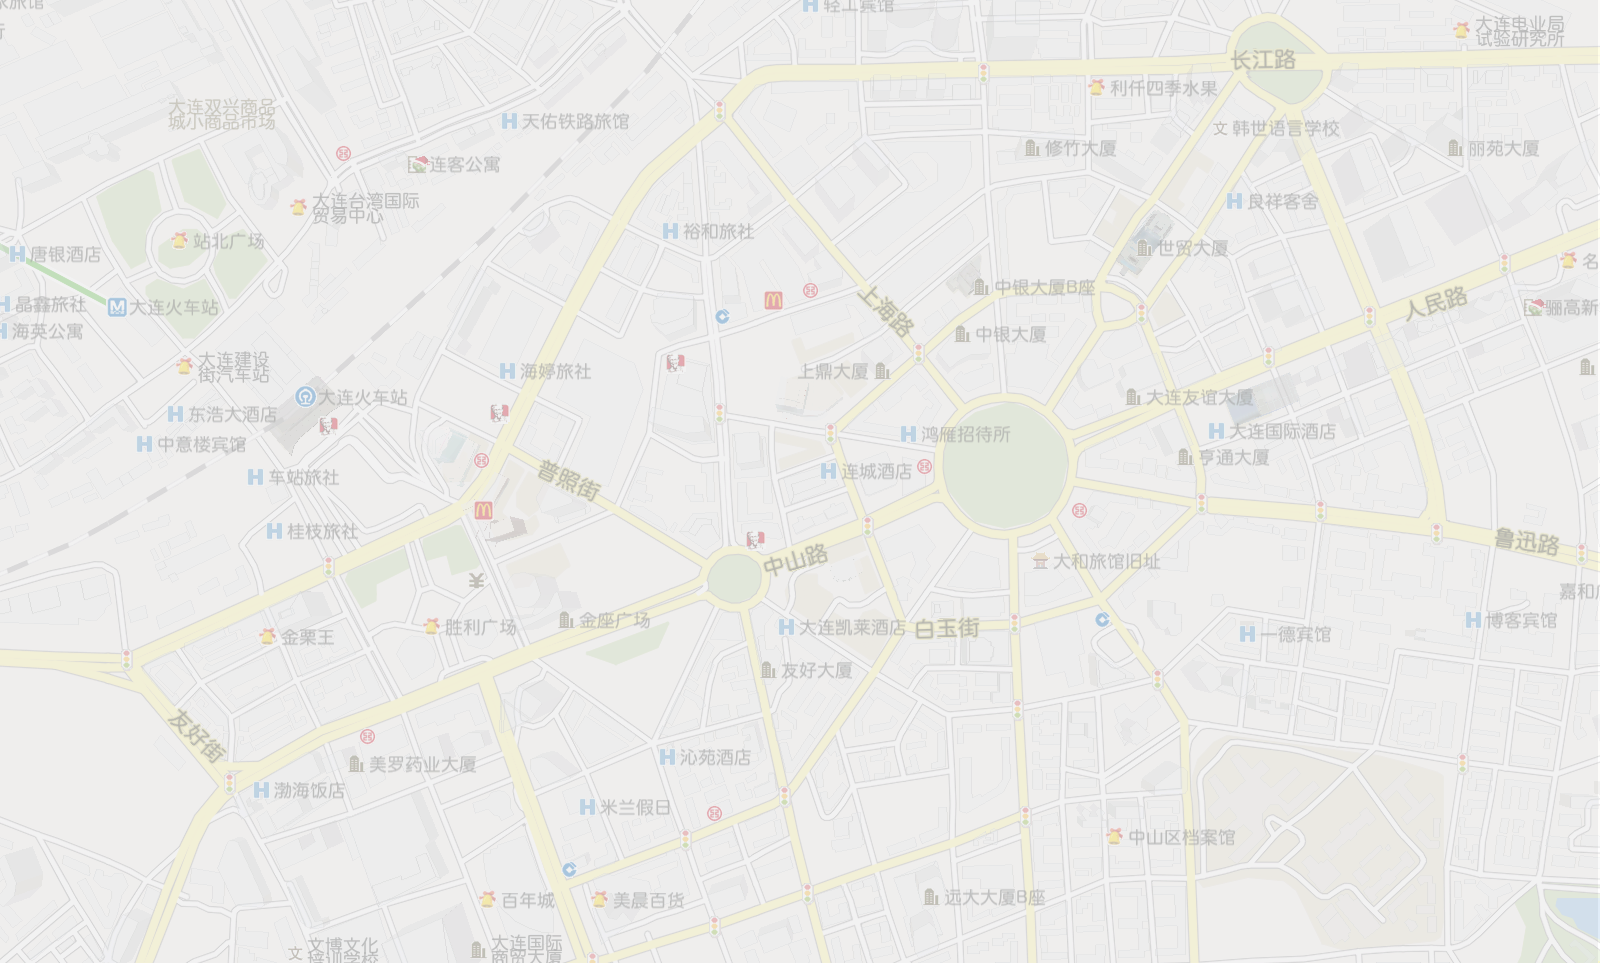 轻工宾馆
大连电业局
试验研究所
长江路
利仟四季水果
大连双兴商品
城小商品市场
天佑铁路旅馆
韩世语言学校
修竹大厦
丽苑大厦
连客公寓
大连台湾国际
贸易中心
良祥客舍
裕和旅社
站北广场
世贸大厦
唐银酒店
名
晶鑫旅社
大连火车站
中银大厦B座
人民路
骊高新
海英公寓
上海路
中银大厦
大连建设
街汽车站
海婷旅社
上鼎大厦
大连火车站
大连友谊大厦
东浩大酒店
鸿雁招待所
大连国际酒店
中意楼宾馆
亨通大厦
车站旅社
普照街
连城酒店
桂枝旅社
鲁迅路
中山路
大和旅馆旧址
嘉和
金座广场
博客宾馆
胜利广场
大连凯莱酒店
白玉街
金栗王
一德宾馆
友好大厦
友好街
沁苑酒店
美罗药业大厦
渤海饭店
米兰假日
中山区档案馆
百年城
美晨百货
远大大厦B座
文博文化
培训学校
大连国际
商贸大厦